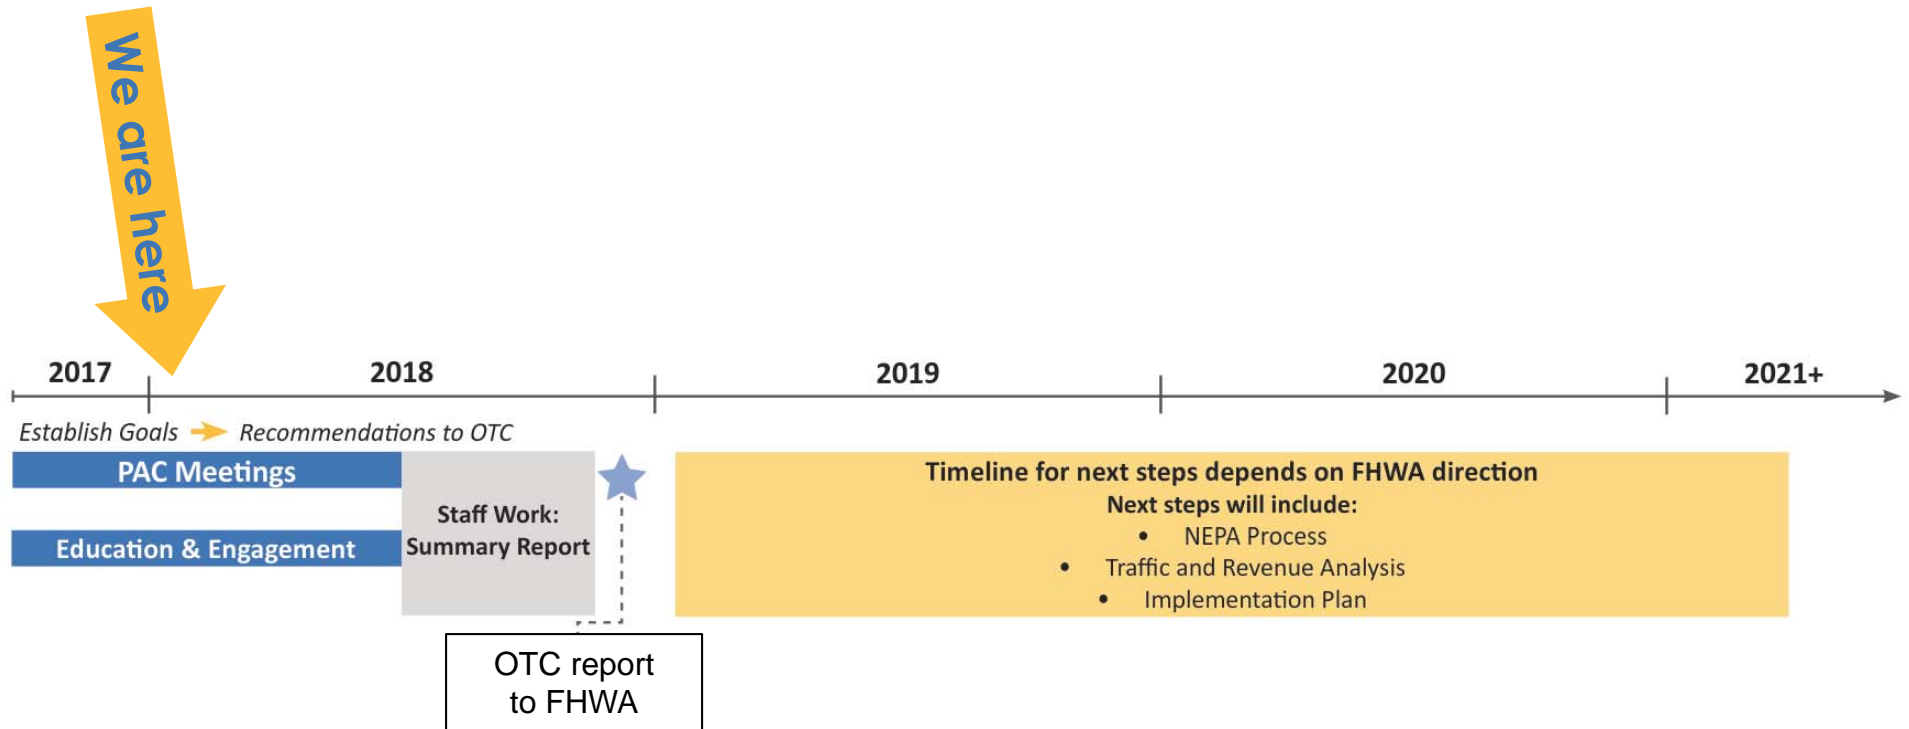 We are here
2017 2018 2019 2020 2021+
Establish Goals Recommendations to OTC
PAC Meetings
Education & Engagement
Staff Work:
Summary Report
OTC report
to FHWA
Timeline for next steps depends on FHWA direction
Next steps will include:
• NEPA Process
• Traffic and Revenue Analysis
• Implementation Plan